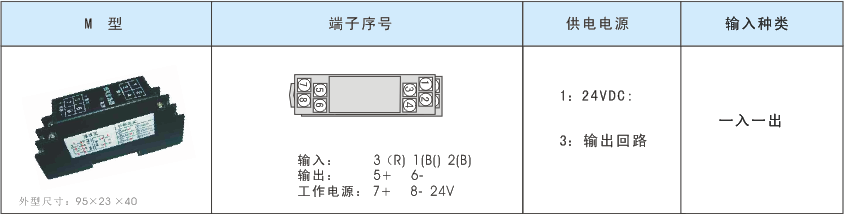 M 型
端子序号
供电电源
输入种类
7 5 3 1
8 6 4 2
输入： 3（R) 1(B() 2(B)
输出： 5+ 6-
工作电源： 7+ 8- 24V
外型尺寸：95×23×40
1：24VDC:
3：输出回路
一入一出